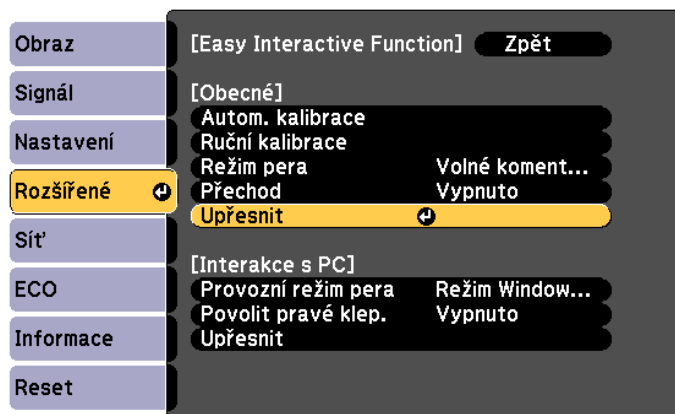 Obraz
Signál
Nastavení
Rozšířené
Síť
ECO
Informace
Reset
[Easy Interactive Function] Zpět
[Obecné]
Autom. kalibrace
Ruční kalibrace
Režim pera Volné koment...
Přechod Vypnuto
Upřesnit
[Interakce s PC]
Provozní režim pera Režim Window...
Povolit pravé klep. Vypnuto
Upřesnit